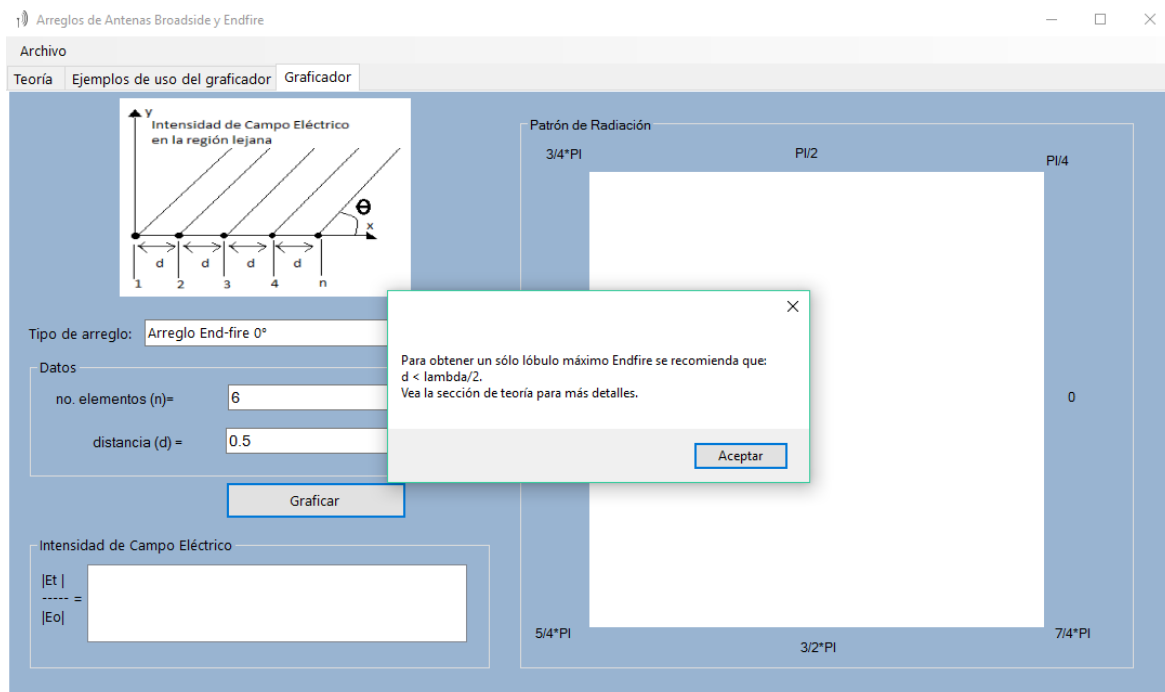 Arreglos de Antenas Broadside y Endfire
Archivo
Teoría Ejemplos de uso del graficador Graficador
y
Intensidad de Campo Eléctrico
en la región lejana
θ
x
d d d d
1 2 3 4 n
Tipo de arreglo: Arreglo End-fire 0°
Datos
no. elementos (n)= 6
distancia (d) = 0.5
Graficar
Intensidad de Campo Eléctrico
|Et |
----- =
|Eo|
Patrón de Radiación
3/4*PI PI/2 PI/4
0
5/4*PI 3/2*PI 7/4*PI
Para obtener un sólo lóbulo máximo Endfire se recomienda que:
d < lambda/2.
Vea la sección de teoría para más detalles.
Aceptar